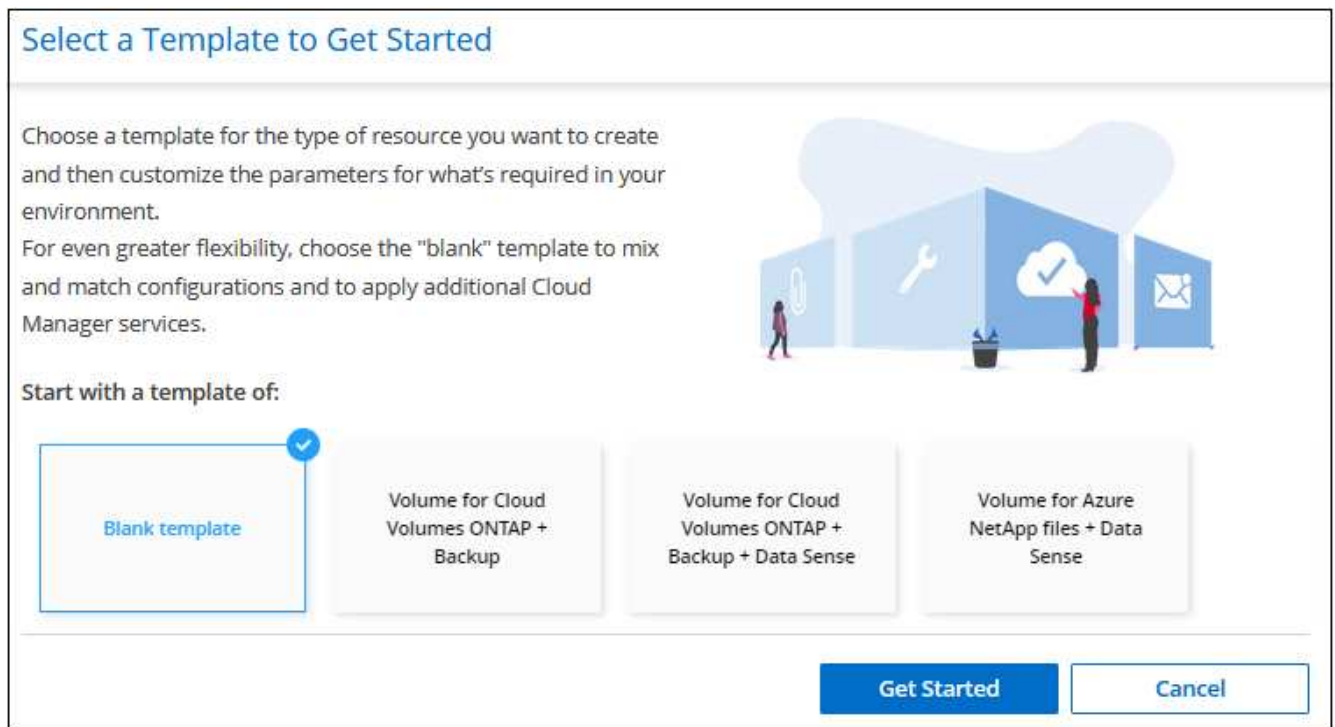 Select a Template to Get Started
Choose a template for the type of resource you want to create
and then customize the parameters for what's required in your
environment.
For even greater flexibility, choose the "blank" template to mix
and match configurations and to apply additional Cloud
Manager services.
Start with a template of:
Blank template
Volume for Cloud
Volumes ONTAP +
Backup
Volume for Cloud
Volumes ONTAP +
Backup + Data Sense
Volume for Azure
NetApp files + Data
Sense
Get Started
Cancel